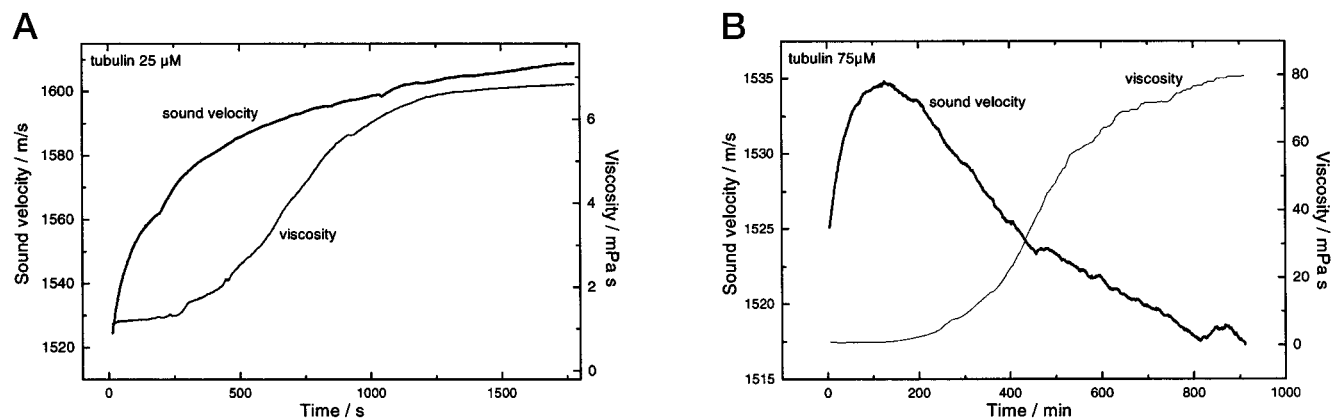 A
tubulin 25 µM
sound velocity
viscosity
Sound velocity / m/s
1600
1580
1560
1540
1520
Viscosity / mPa s
6
4
2
0
0 500 1000 1500
Time / s
B
tubulin 75µM
viscosity
sound velocity
Sound velocity / m/s
1535
1530
1525
1520
1515
Viscosity / mPa s
80
60
40
20
0
0 200 400 600 800 1000
Time / min